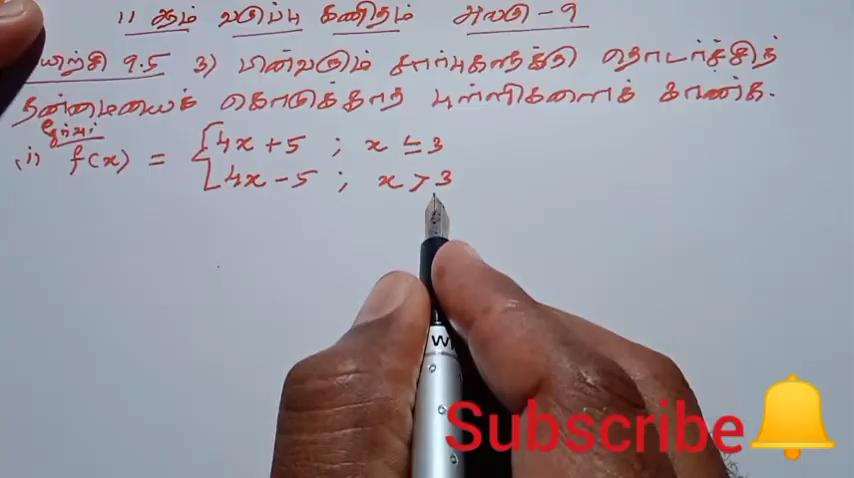 11 ஆம் வகுப்பு கணிதம் அலகு - 9
பயிற்சி 9.5 3) பின்வரும் சார்புகளுக்கு தொடர்ச்சித்
தன்மையைக் கொடுக்காத புள்ளிகளைக் காண்க.
தீர்வு
(i) f(x) = { 4x + 5 ; x ≤ 3
4x - 5 ; x > 3
W
Subscribe